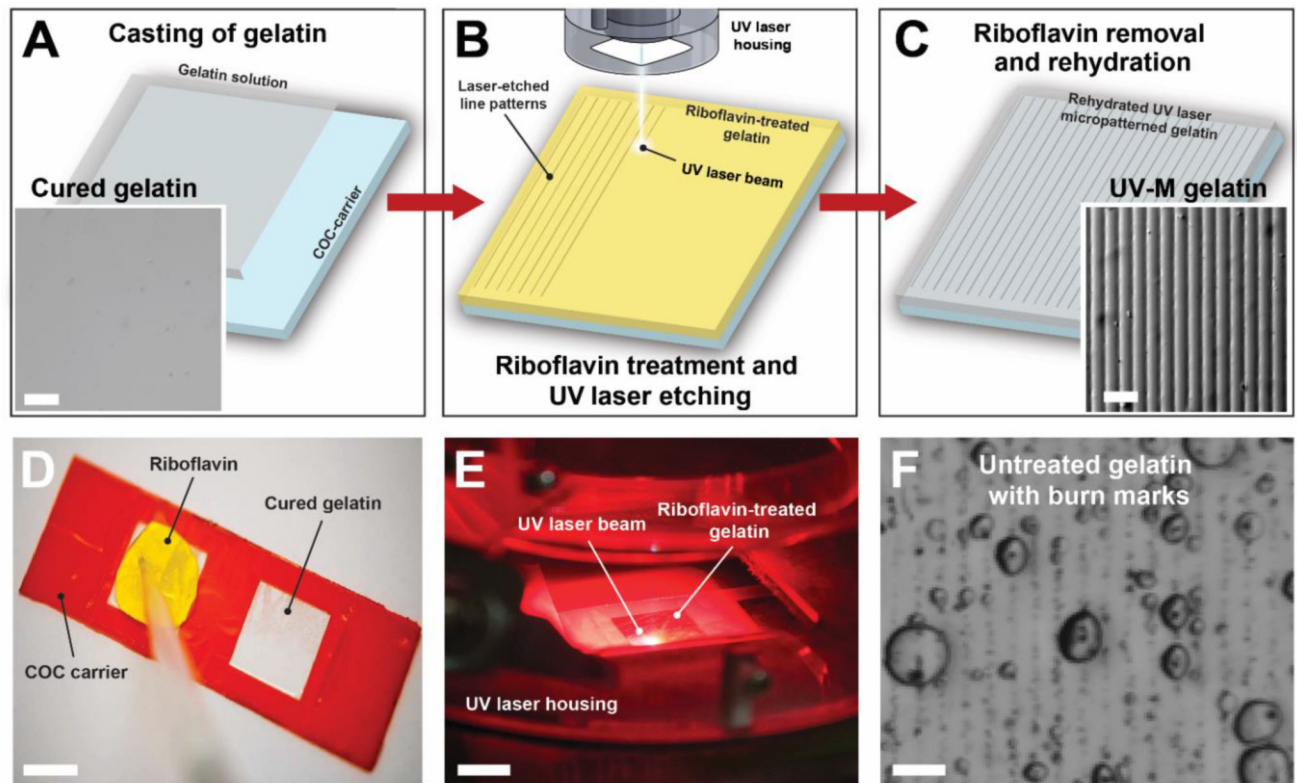 A
Casting of gelatin
Gelatin solution
Cured gelatin
COC-carrier
B
UV laser
housing
Laser-etched
line patterns
Riboflavin-treated
gelatin
UV laser beam
Riboflavin treatment and
UV laser etching
C
Riboflavin removal
and rehydration
Rehydrated UV laser
micropatterned gelatin
UV-M gelatin
D
Riboflavin
Cured gelatin
COC carrier
E
UV laser beam
Riboflavin-treated
gelatin
UV laser housing
F
Untreated gelatin
with burn marks